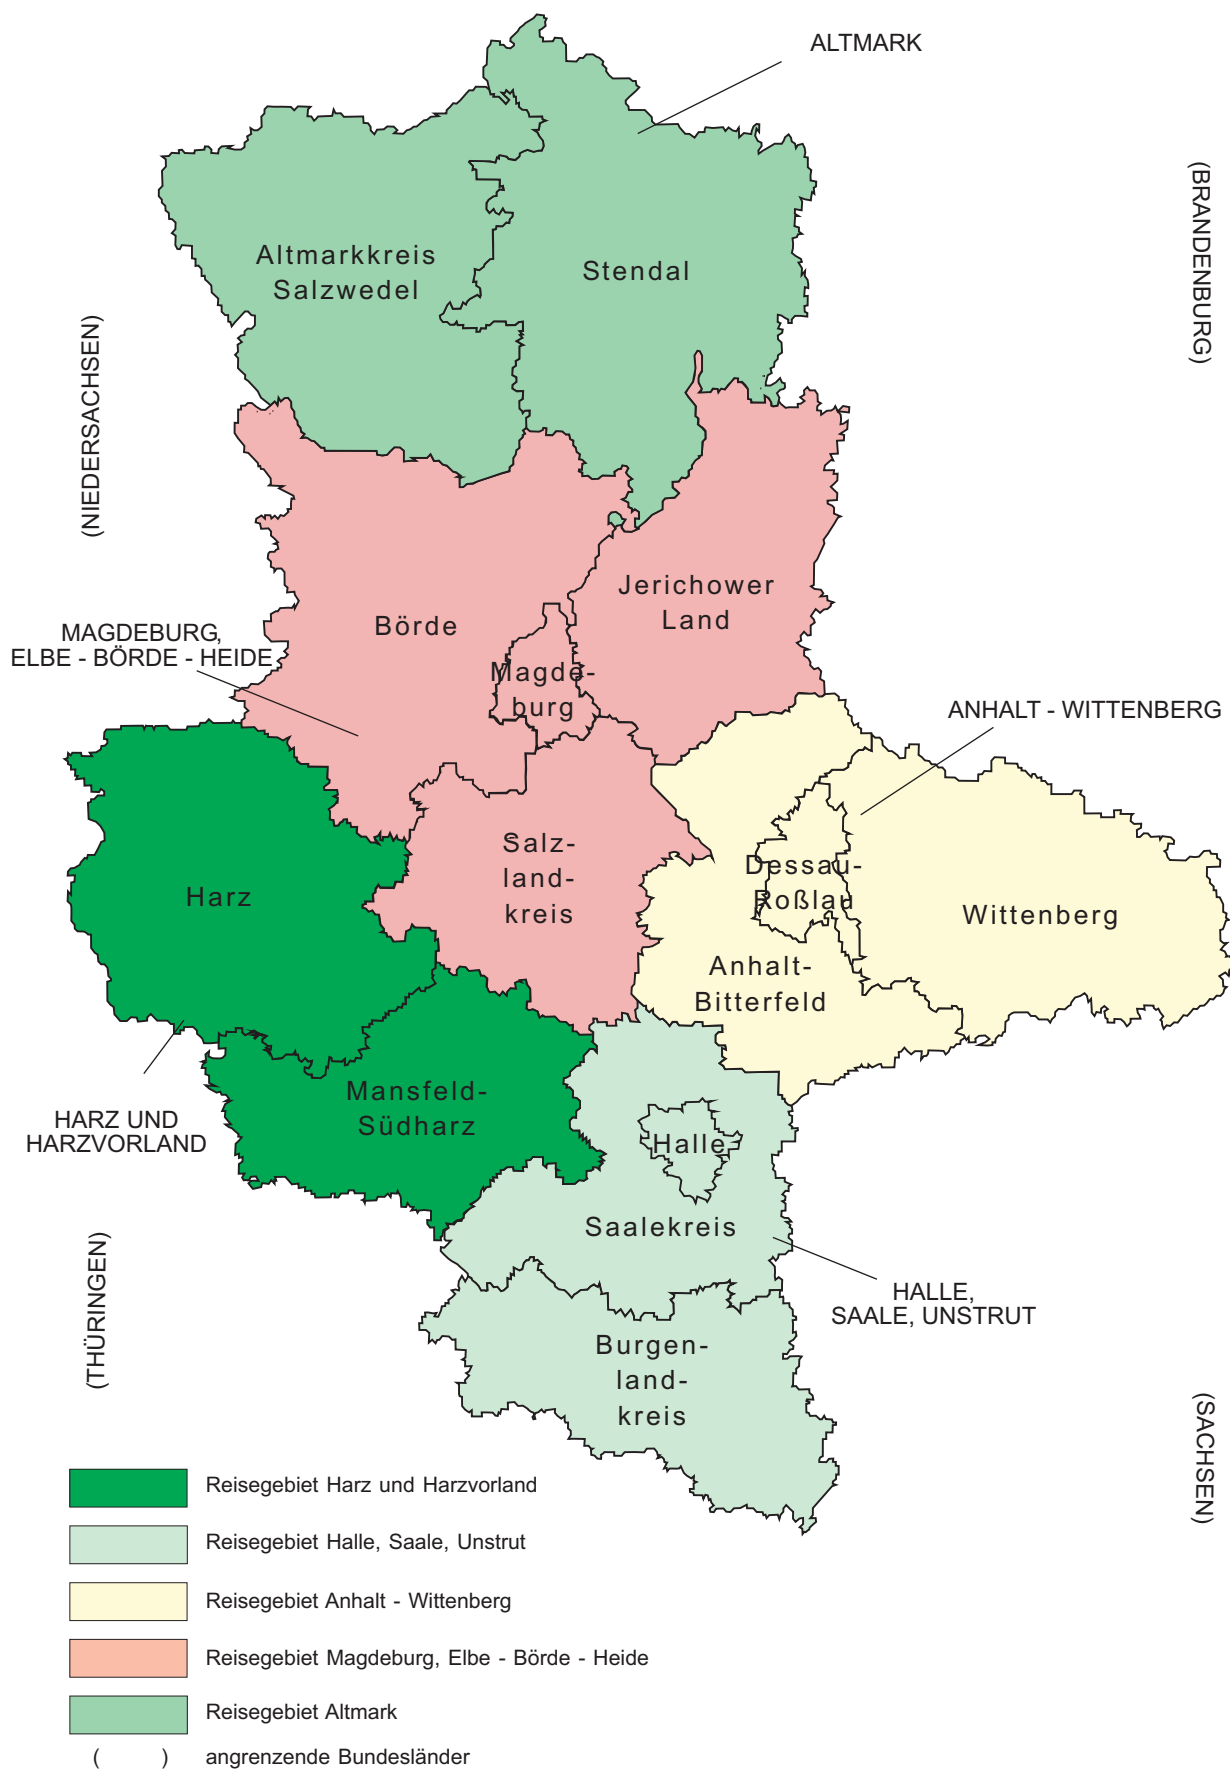 ALTMARK
(BRANDENBURG)
Altmarkkreis
Salzwedel
Stendal
(NIEDERSACHSEN)
Jerichower
Land
Börde
MAGDEBURG,
ELBE - BÖRDE - HEIDE
Magde-
burg
ANHALT - WITTENBERG
Salz-
land-
kreis
Dessau-
Roßlau
Harz
Wittenberg
Anhalt-
Bitterfeld
Mansfeld-
Südharz
HARZ UND
HARZVORLAND
Halle
Saalekreis
(THÜRINGEN)
HALLE,
SAALE, UNSTRUT
Burgen-
land-
kreis
(SACHSEN)
Reisegebiet Harz und Harzvorland
Reisegebiet Halle, Saale, Unstrut
Reisegebiet Anhalt - Wittenberg
Reisegebiet Magdeburg, Elbe - Börde - Heide
Reisegebiet Altmark
( ) angrenzende Bundesländer